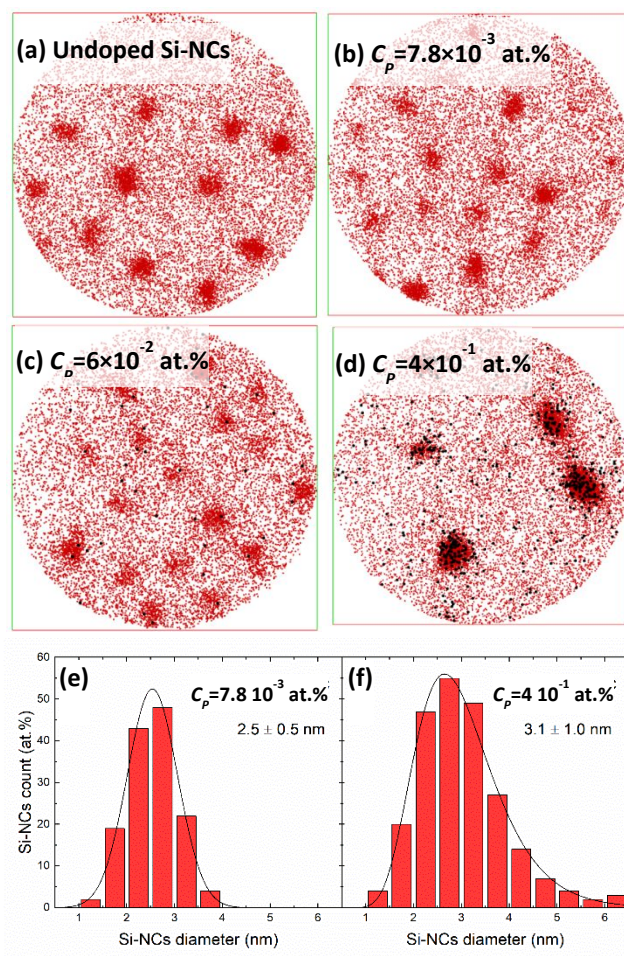 (a) Undoped Si-NCs
(b) Cₚ=7.8×10⁻³ at.%
(c) Cₚ=6×10⁻² at.%
(d) Cₚ=4×10⁻¹ at.%
(e)
Cₚ=7.8 10⁻³ at.%
2.5 ± 0.5 nm
(f)
Cₚ=4 10⁻¹ at.%
3.1 ± 1.0 nm
60
50
40
30
20
10
0
Si-NCs count (at.%)
1 2 3 4 5 6
1 2 3 4 5 6
Si-NCs diameter (nm)
Si-NCs diameter (nm)